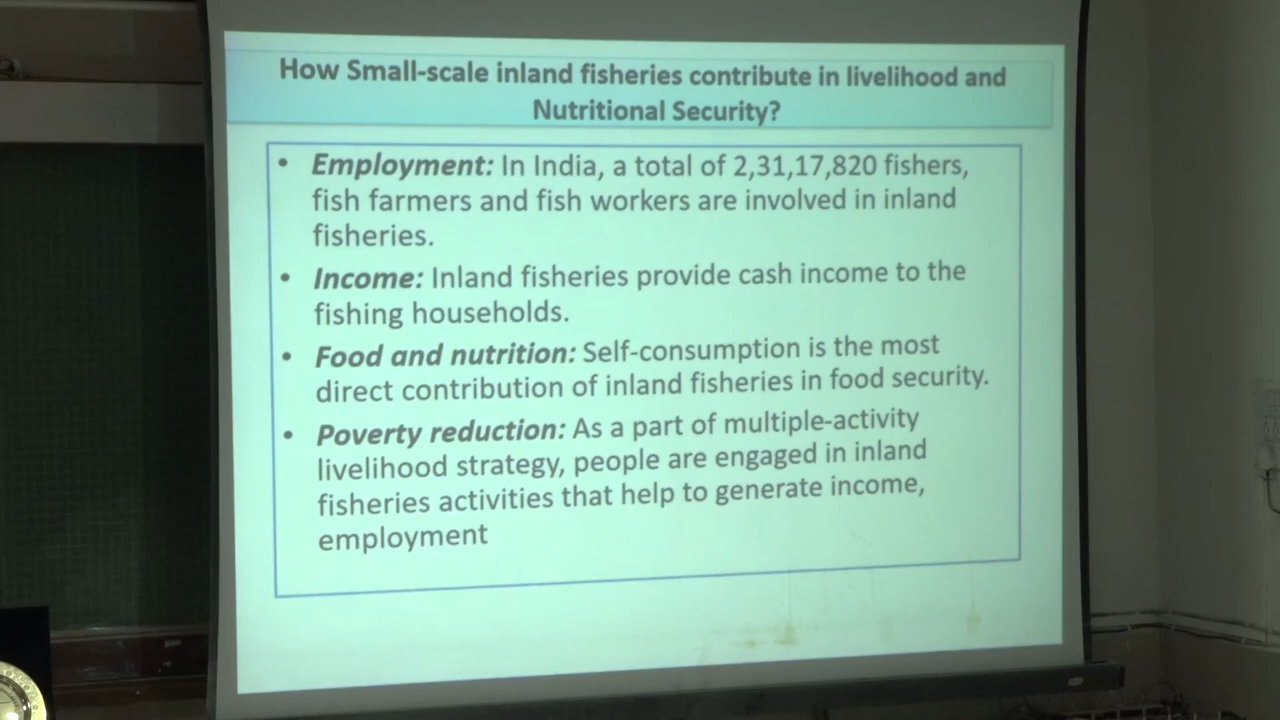 How Small-scale inland fisheries contribute in livelihood and
Nutritional Security?
• Employment: In India, a total of 2,31,17,820 fishers,
fish farmers and fish workers are involved in inland
fisheries.
• Income: Inland fisheries provide cash income to the
fishing households.
• Food and nutrition: Self-consumption is the most
direct contribution of inland fisheries in food security.
• Poverty reduction: As a part of multiple-activity
livelihood strategy, people are engaged in inland
fisheries activities that help to generate income,
employment